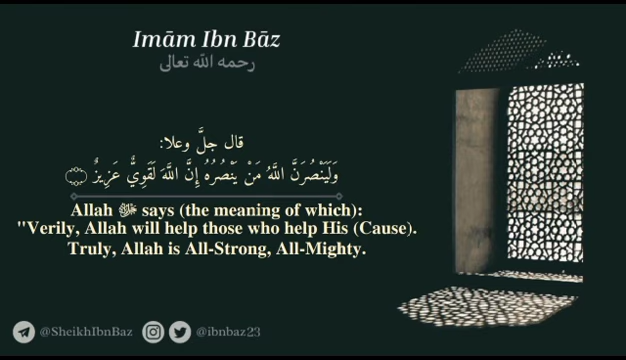 Imām Ibn Bāz
رحمه الله تعالى
قال جلَّ وعلا:
وَلَيَنْصُرَنَّ اللَّهُ مَنْ يَنْصُرُهُ إِنَّ اللَّهَ لَقَوِيٌّ عَزِيزٌ
Allah ﷻ says (the meaning of which):
"Verily, Allah will help those who help His (Cause).
Truly, Allah is All-Strong, All-Mighty.
@SheikhIbnBaz @ibnbaz23